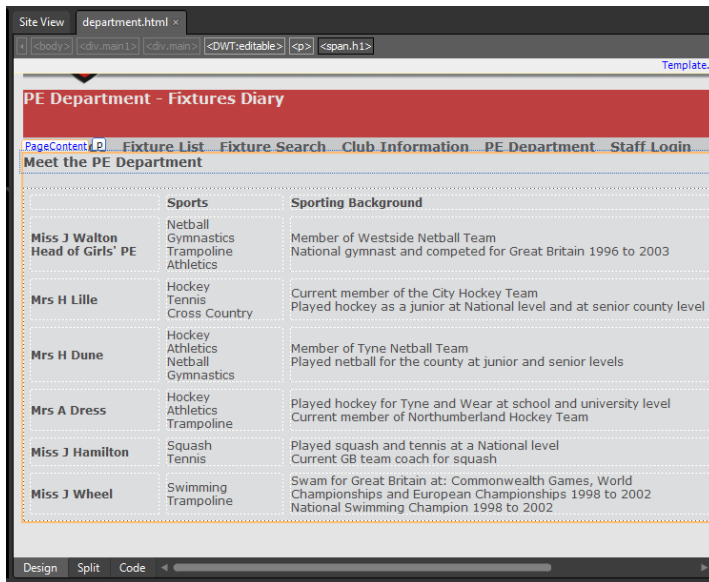 Site View department.html ×
<body> <div.main1> <div.main> <DWT:editable> <p> <span.h1>
Template.
PE Department - Fixtures Diary
PageContent P Fixture List Fixture Search Club Information PE Department Staff Login
Meet the PE Department
Sports Sporting Background
Miss J Walton
Head of Girls' PE
Netball
Gymnastics
Trampoline
Athletics
Member of Westside Netball Team
National gymnast and competed for Great Britain 1996 to 2003
Mrs H Lille
Hockey
Tennis
Cross Country
Current member of the City Hockey Team
Played hockey as a junior at National level and at senior county level
Mrs H Dune
Hockey
Athletics
Netball
Gymnastics
Member of Tyne Netball Team
Played netball for the county at junior and senior levels
Mrs A Dress
Hockey
Athletics
Trampoline
Played hockey for Tyne and Wear at school and university level
Current member of Northumberland Hockey Team
Miss J Hamilton
Squash
Tennis
Played squash and tennis at a National level
Current GB team coach for squash
Miss J Wheel
Swimming
Trampoline
Swam for Great Britain at: Commonwealth Games, World
Championships and European Championships 1998 to 2002
National Swimming Champion 1998 to 2002
Design Split Code